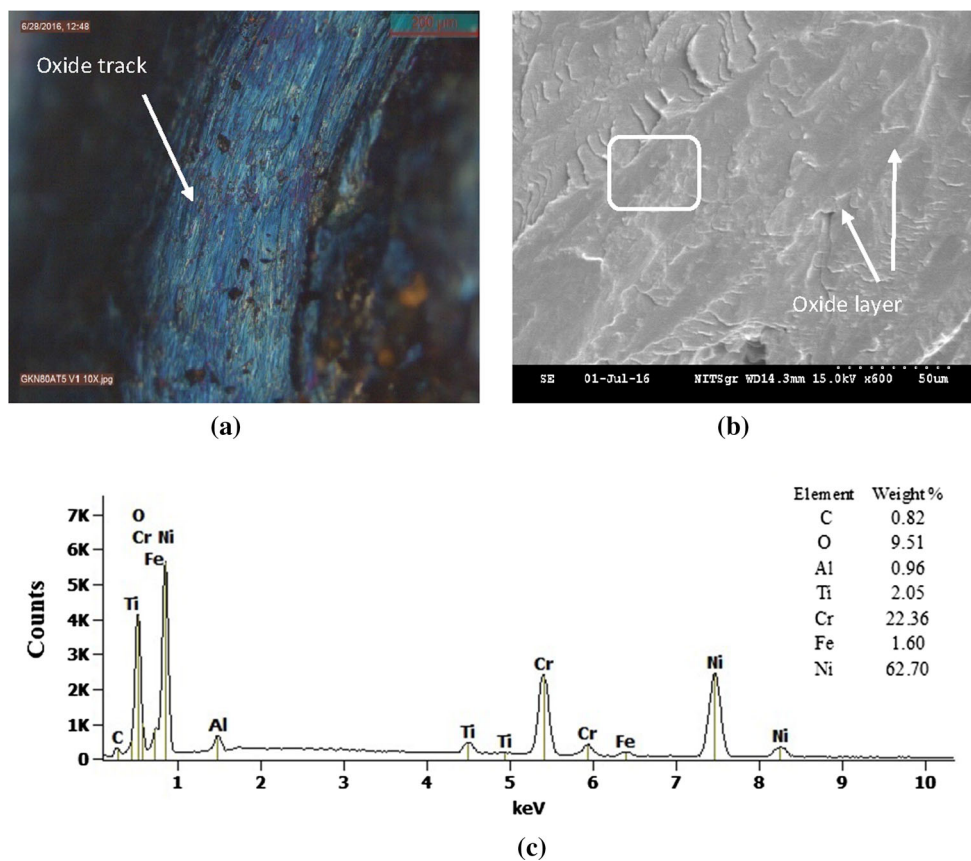 6/28/2016, 12:48
200 µm
Oxide track
GKN80AT5 V1 10X.jpg
(a)
Oxide layer
SE 01-Jul-16 NITSgr WD14.3mm 15.0kV x600 50um
(b)
Element Weight%
C 0.82
O 9.51
Al 0.96
Ti 2.05
Cr 22.36
Fe 1.60
Ni 62.70
Counts
7K
6K
5K
4K
3K
2K
1K
0
O
Cr Ni
Fe
Ti
C
Al
Ti
Ti
Cr
Cr
Fe
Ni
Ni
1 2 3 4 5 6 7 8 9 10
keV
(c)